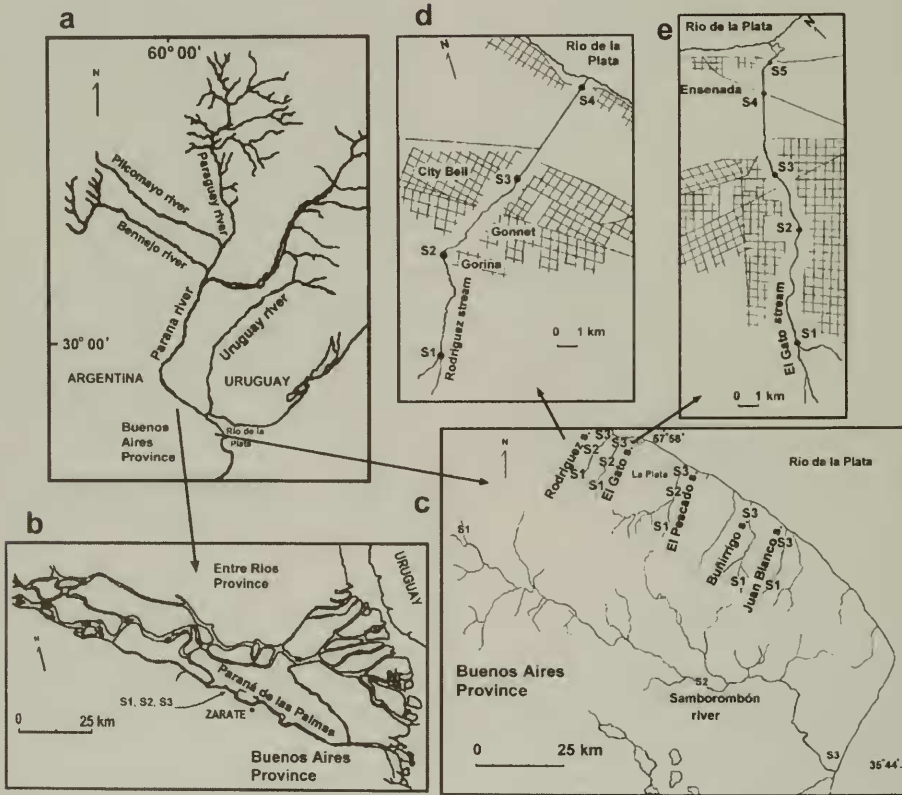 a
60° 00'
N
Pilcomayo river
Bermejo river
Paraguay river
Parana river
Uruguay river
30° 00'
ARGENTINA
URUGUAY
Buenos
Aires
Province
Rio de la
Plata
d
N
Rio de la
Plata
S4
City Bell
S3
Gonnet
S2
Gorina
S1
Rodriguez stream
0 1 km
e
Rio de la Plata
N
S5
Ensenada
S4
S3
S2
S1
El Gato stream
0 1 km
b
Entre Rios
Province
URUGUAY
N
Paraná de las Palmsa
S1, S2, S3
ZARATE
0 25 km
Buenos Aires
Province
c
N
57°58'
Rio da la Plata
Rodriguez s.
S3
S2
S1
El Gato s.
S3
S2
S1
La Plata
S3
S2
S1
El Pescado s.
S3
Buñirrigo s.
S1
S3
Juan Blanco s.
S1
S1
Buenos Aires
Province
S2
Samborombón
river
S3
0 25 km
35°44'